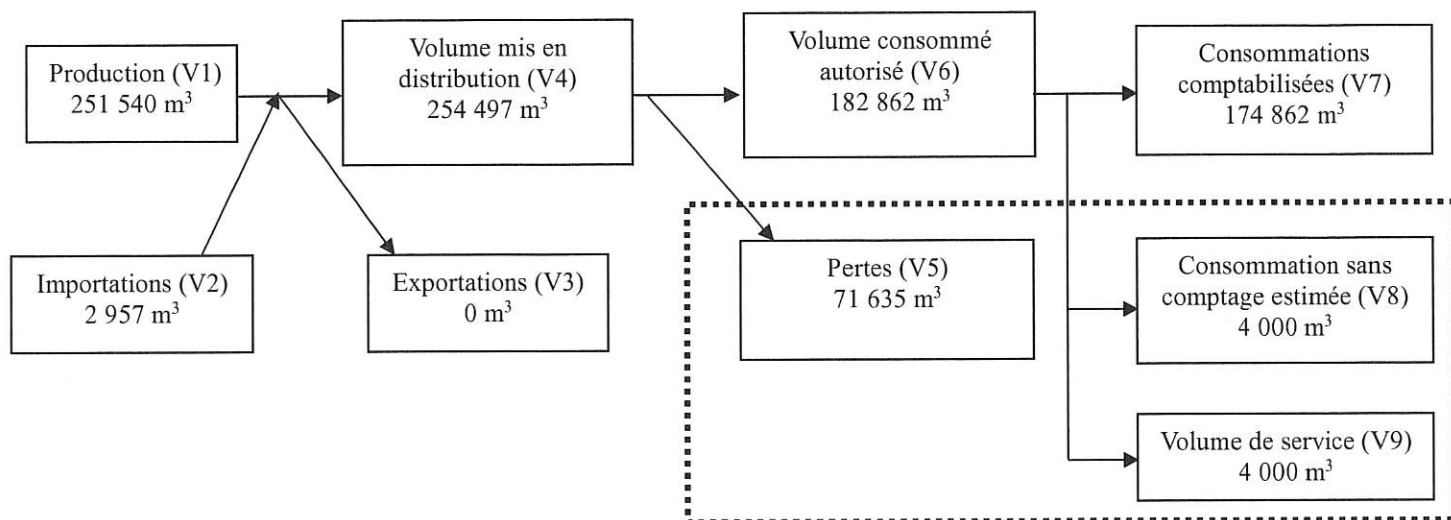 Production (V1)
251 540 m³
Volume mis en
distribution (V4)
254 497 m³
Volume consommé
autorisé (V6)
182 862 m³
Consommations
comptabilisées (V7)
174 862 m³
Importations (V2)
2 957 m³
Exportations (V3)
0 m³
Pertes (V5)
71 635 m³
Consommation sans
comptage estimée (V8)
4 000 m³
Volume de service (V9)
4 000 m³